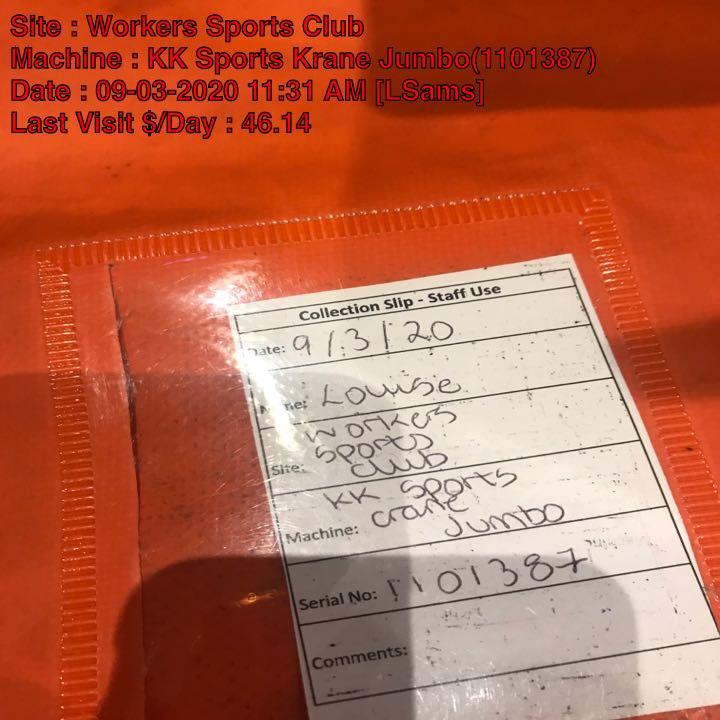 Site : Workers Sports Club
Machine : KK Sports Krane Jumbo(1101387)
Date : 09-03-2020 11:31 AM [LSams]
Last Visit $/Day : 46.14
Collection Slip - Staff Use
Date: 9/3/20
Name: Louise
Workers
Sports
Site: Club
KK Sports
Machine: Crane
Jumbo
Serial No: 1101387
Comments: